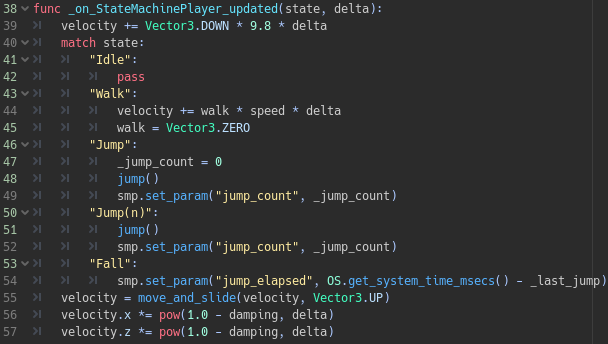 38 func _on_StateMachinePlayer_updated(state, delta):
39 velocity += Vector3.DOWN * 9.8 * delta
40 match state:
41 "Idle":
42 pass
43 "Walk":
44 velocity += walk * speed * delta
45 walk = Vector3.ZERO
46 "Jump":
47 _jump_count = 0
48 jump()
49 smp.set_param("jump_count", _jump_count)
50 "Jump(n)":
51 jump()
52 smp.set_param("jump_count", _jump_count)
53 "Fall":
54 smp.set_param("jump_elapsed", OS.get_system_time_msecs() - _last_jump)
55 velocity = move_and_slide(velocity, Vector3.UP)
56 velocity.x *= pow(1.0 - damping, delta)
57 velocity.z *= pow(1.0 - damping, delta)